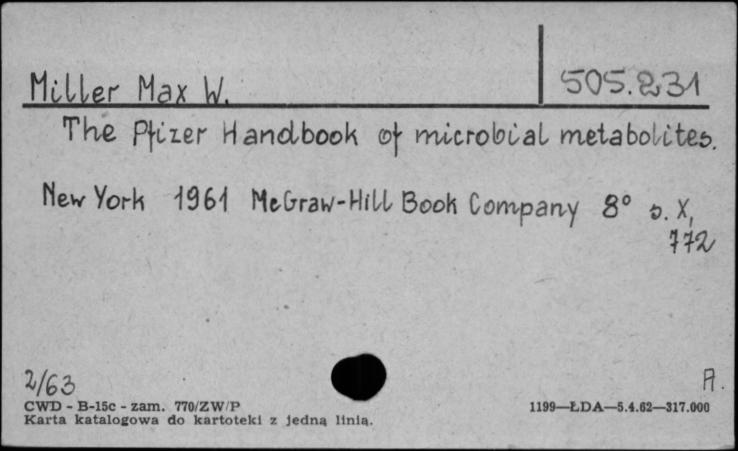 Miller Max W. 505.231
The Pfizer Handbook of microbial metabolites.
New York 1961 McGraw-Hill Book Company 8° s. X,
772
2/63 A.
CWD - B-15c - zam. 770/ZW/P 1199—ŁDA—5.4.62—317.000
Karta katalogowa do kartoteki z jedną linią.